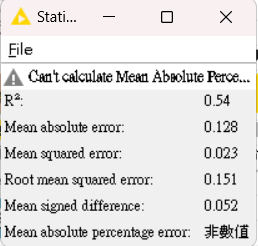 Stati...
File
Can't calculate Mean Absolute Perce...
R²: 0.54
Mean absolute error: 0.128
Mean squared error: 0.023
Root mean squared error: 0.151
Mean signed difference: 0.052
Mean absolute percentage error: 非數值